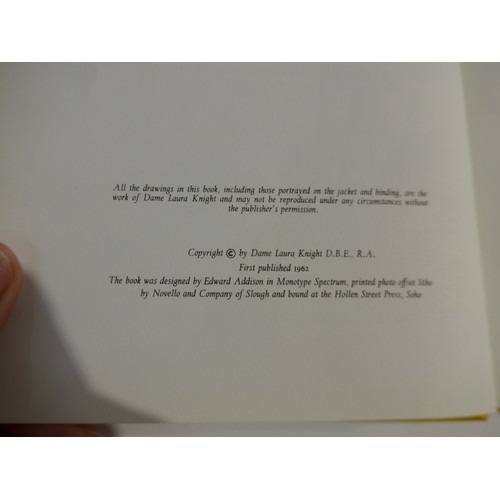 All the drawings in this book, including those portrayed on the jacket and binding, are the
work of Dame Laura Knight and may not be reproduced under any circumstances without
the publisher's permission.
Copyright © by Dame Laura Knight D.B.E., R.A.
First published 1962
The book was designed by Edward Addison in Monotype Spectrum, printed photo offset litho
by Novello and Company of Slough and bound at the Hollen Street Press, Soho